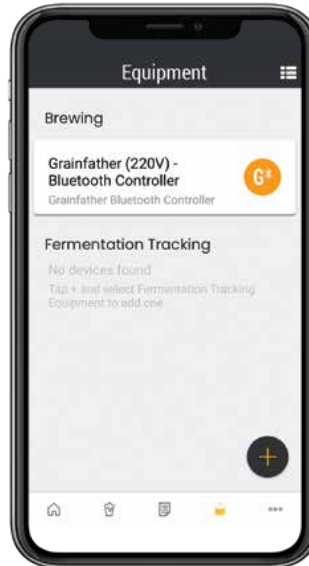 Equipment
Brewing
Grainfather (220V) -
Bluetooth Controller
Grainfather Bluetooth Controller
G*
Fermentation Tracking
No devices found
Tap + and select Fermentation Tracking
Equipment to add one.
+